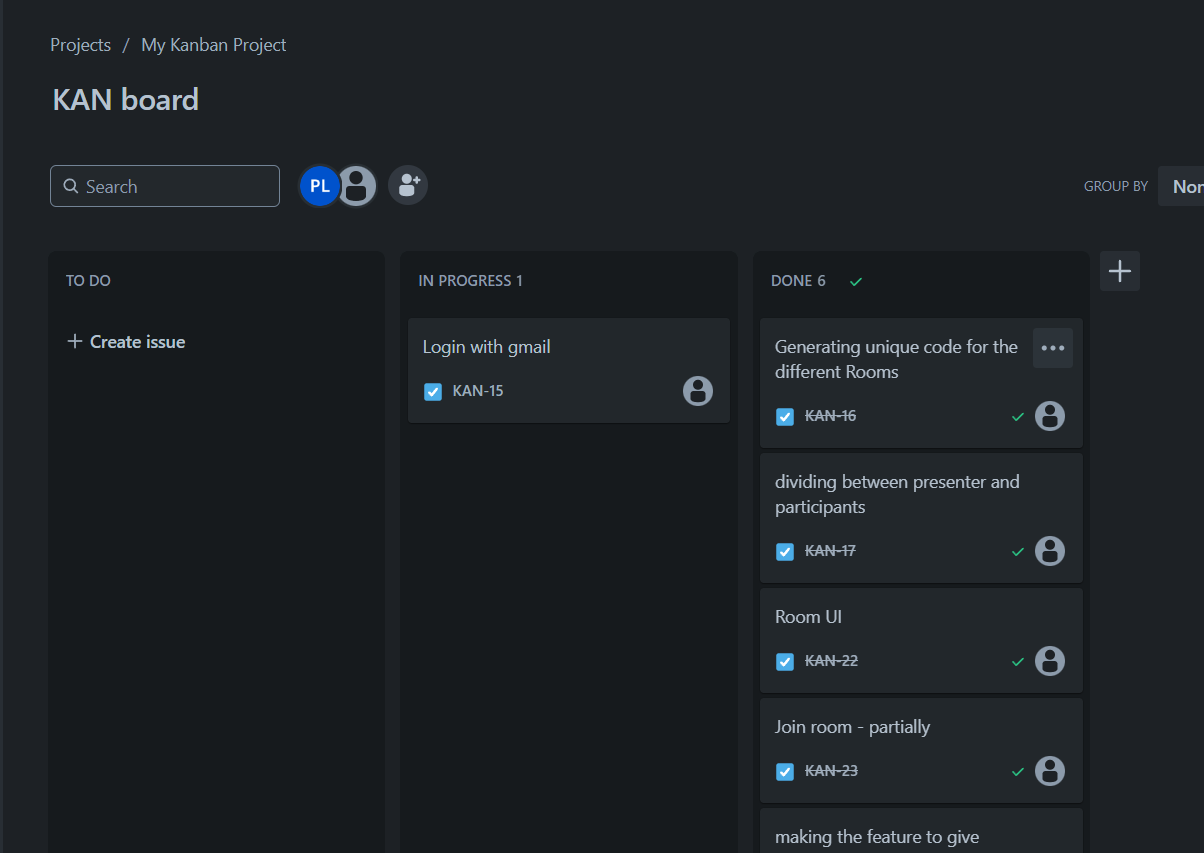 Projects / My Kanban Project
KAN board
Search
PL
GROUP BY
TO DO
+ Create issue
IN PROGRESS 1
Login with gmail
KAN-15
DONE 6
Generating unique code for the
different Rooms
KAN-16
dividing between presenter and
participants
KAN-17
Room UI
KAN-22
Join room - partially
KAN-23
making the feature to give